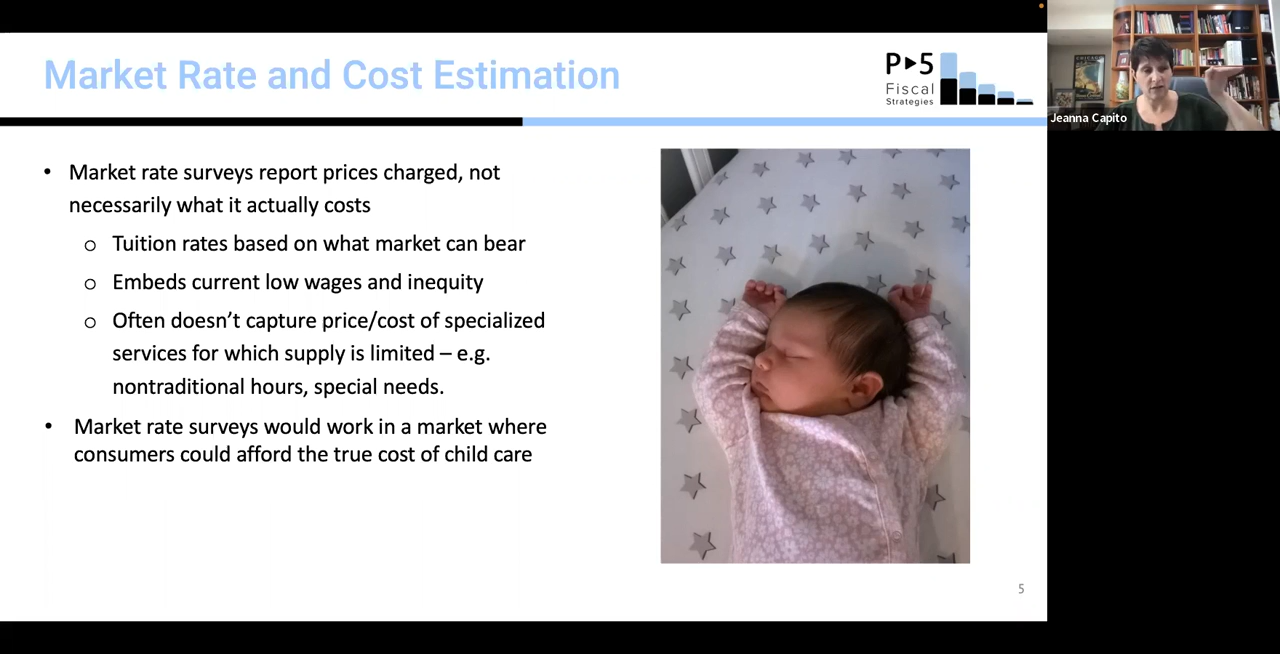 Market Rate and Cost Estimation
P 5
Fiscal
Strategies
Jeanna Capito
• Market rate surveys report prices charged, not
necessarily what it actually costs
o Tuition rates based on what market can bear
o Embeds current low wages and inequity
o Often doesn’t capture price/cost of specialized
services for which supply is limited – e.g.
nontraditional hours, special needs.
• Market rate surveys would work in a market where
consumers could afford the true cost of child care
5